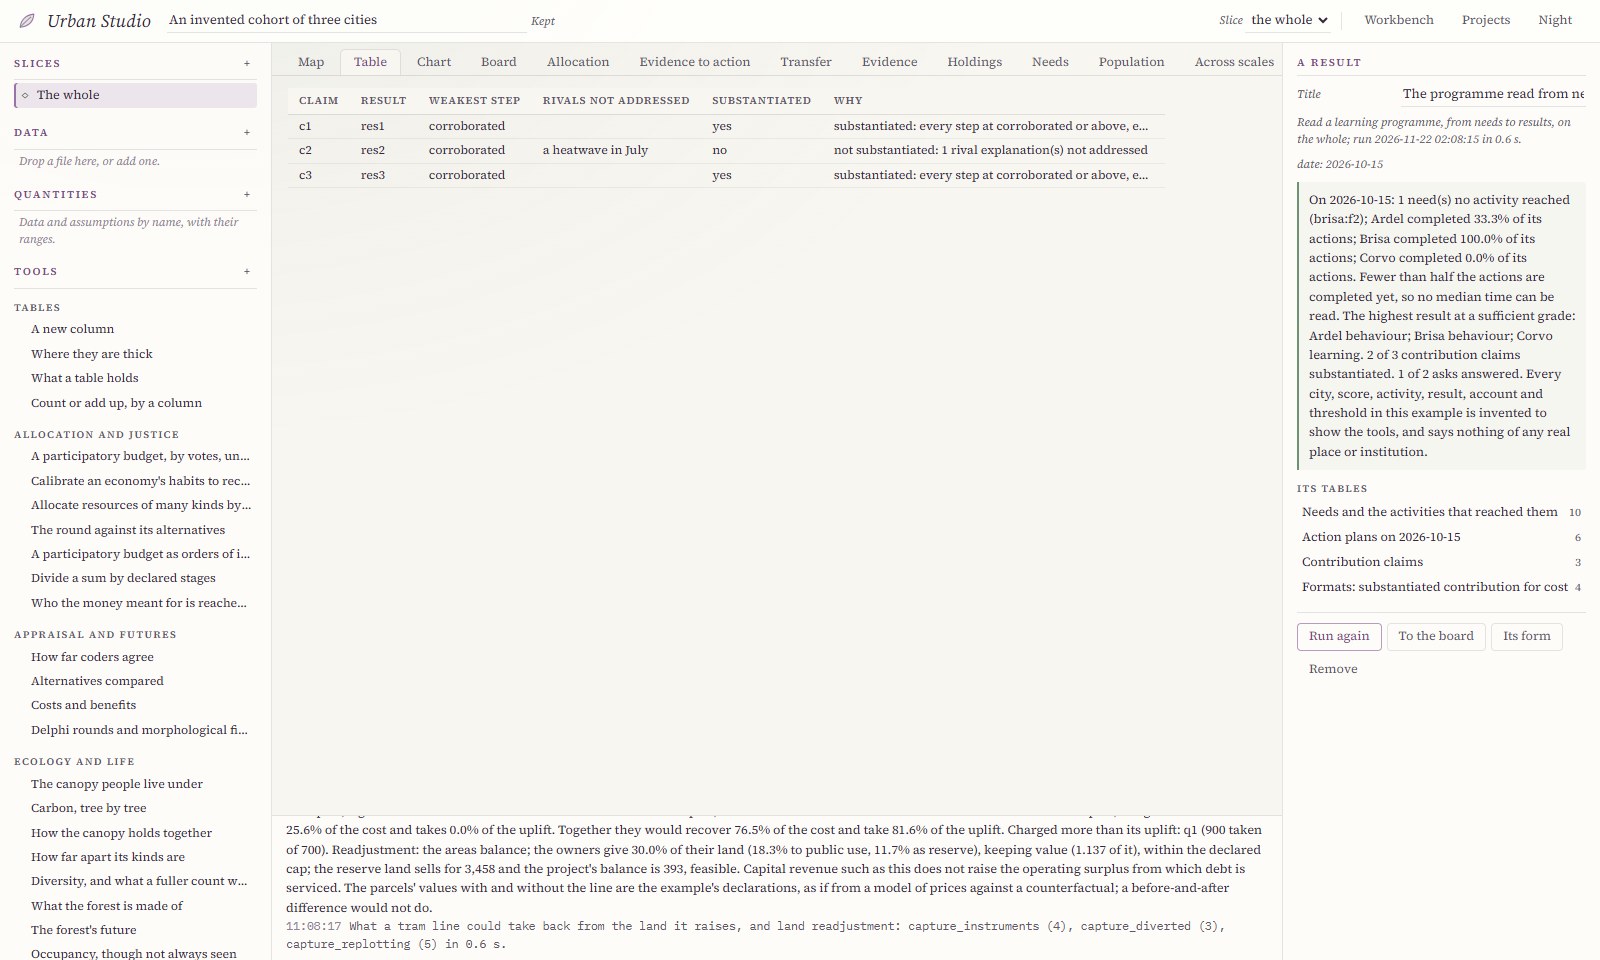 Urban Studio
An invented cohort of three cities
Kept
Slice the whole
Workbench
Projects
Night
SLICES +
The whole
DATA +
Drop a file here, or add one.
QUANTITIES +
Data and assumptions by name, with their
ranges.
TOOLS +
TABLES
A new column
Where they are thick
What a table holds
Count or add up, by a column
ALLOCATION AND JUSTICE
A participatory budget, by votes, un...
Calibrate an economy's habits to rec...
Allocate resources of many kinds by...
The round against its alternatives
A participatory budget as orders of i...
Divide a sum by declared stages
Who the money meant for is reache...
APPRAISAL AND FUTURES
How far coders agree
Alternatives compared
Costs and benefits
Delphi rounds and morphological fi...
ECOLOGY AND LIFE
The canopy people live under
Carbon, tree by tree
How the canopy holds together
How far apart its kinds are
Diversity, and what a fuller count w...
What the forest is made of
The forest's future
Occupancy, though not always seen
Map Table Chart Board Allocation Evidence to action Transfer Evidence Holdings Needs Population Across scales
CLAIM RESULT WEAKEST STEP RIVALS NOT ADDRESSED SUBSTANTIATED WHY
c1 res1 corroborated yes substantiated: every step at corroborated or above, e...
c2 res2 corroborated a heatwave in July no not substantiated: 1 rival explanation(s) not addressed
c3 res3 corroborated yes substantiated: every step at corroborated or above, e...
25.6% of the cost and takes 0.0% of the uplift. Together they would recover 76.5% of the cost and take 81.6% of the uplift. Charged more than its uplift: q1 (900 taken
of 700). Readjustment: the areas balance; the owners give 30.0% of their land (18.3% to public use, 11.7% as reserve), keeping value (1.137 of it), within the declared
cap; the reserve land sells for 3,458 and the project's balance is 393, feasible. Capital revenue such as this does not raise the operating surplus from which debt is
serviced. The parcels' values with and without the line are the example's declarations, as if from a model of prices against a counterfactual; a before-and-after
difference would not do.
11:08:17 What a tram line could take back from the land it raises, and land readjustment: capture_instruments (4), capture_diverted (3),
capture_replotting (5) in 0.6 s.
A RESULT
Title The programme read from ne
Read a learning programme, from needs to results, on
the whole; run 2026-11-22 02:08:15 in 0.6 s.
date: 2026-10-15
On 2026-10-15: 1 need(s) no activity reached
(brisa:f2); Ardel completed 33.3% of its
actions; Brisa completed 100.0% of its
actions; Corvo completed 0.0% of its
actions. Fewer than half the actions are
completed yet, so no median time can be
read. The highest result at a sufficient grade:
Ardel behaviour; Brisa behaviour; Corvo
learning. 2 of 3 contribution claims
substantiated. 1 of 2 asks answered. Every
city, score, activity, result, account and
threshold in this example is invented to
show the tools, and says nothing of any real
place or institution.
ITS TABLES
Needs and the activities that reached them 10
Action plans on 2026-10-15 6
Contribution claims 3
Formats: substantiated contribution for cost 4
Run again
To the board
Its form
Remove